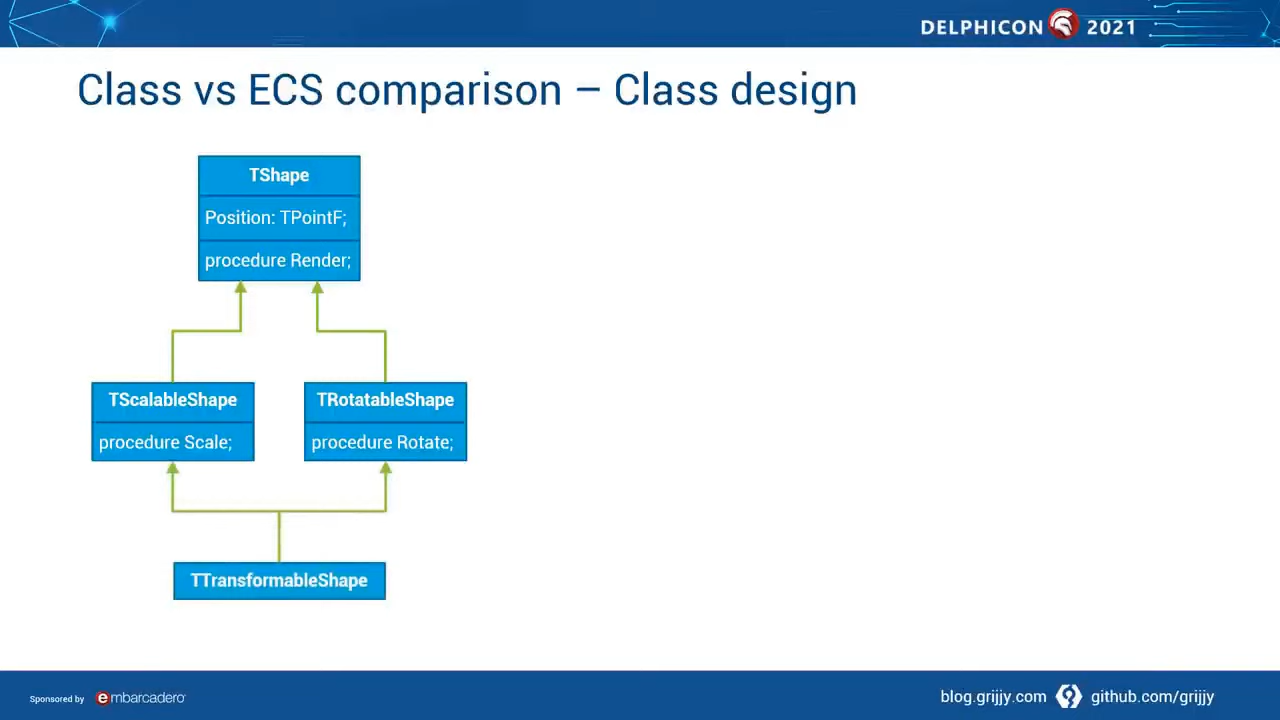 DELPHICON 2021
Class vs ECS comparison – Class design
TShape
Position: TPointF;
procedure Render;
TScalableShape
procedure Scale;
TRotatableShape
procedure Rotate;
TTransformableShape
Sponsored by embarcadero
blog.grijjy.com github.com/grijjy